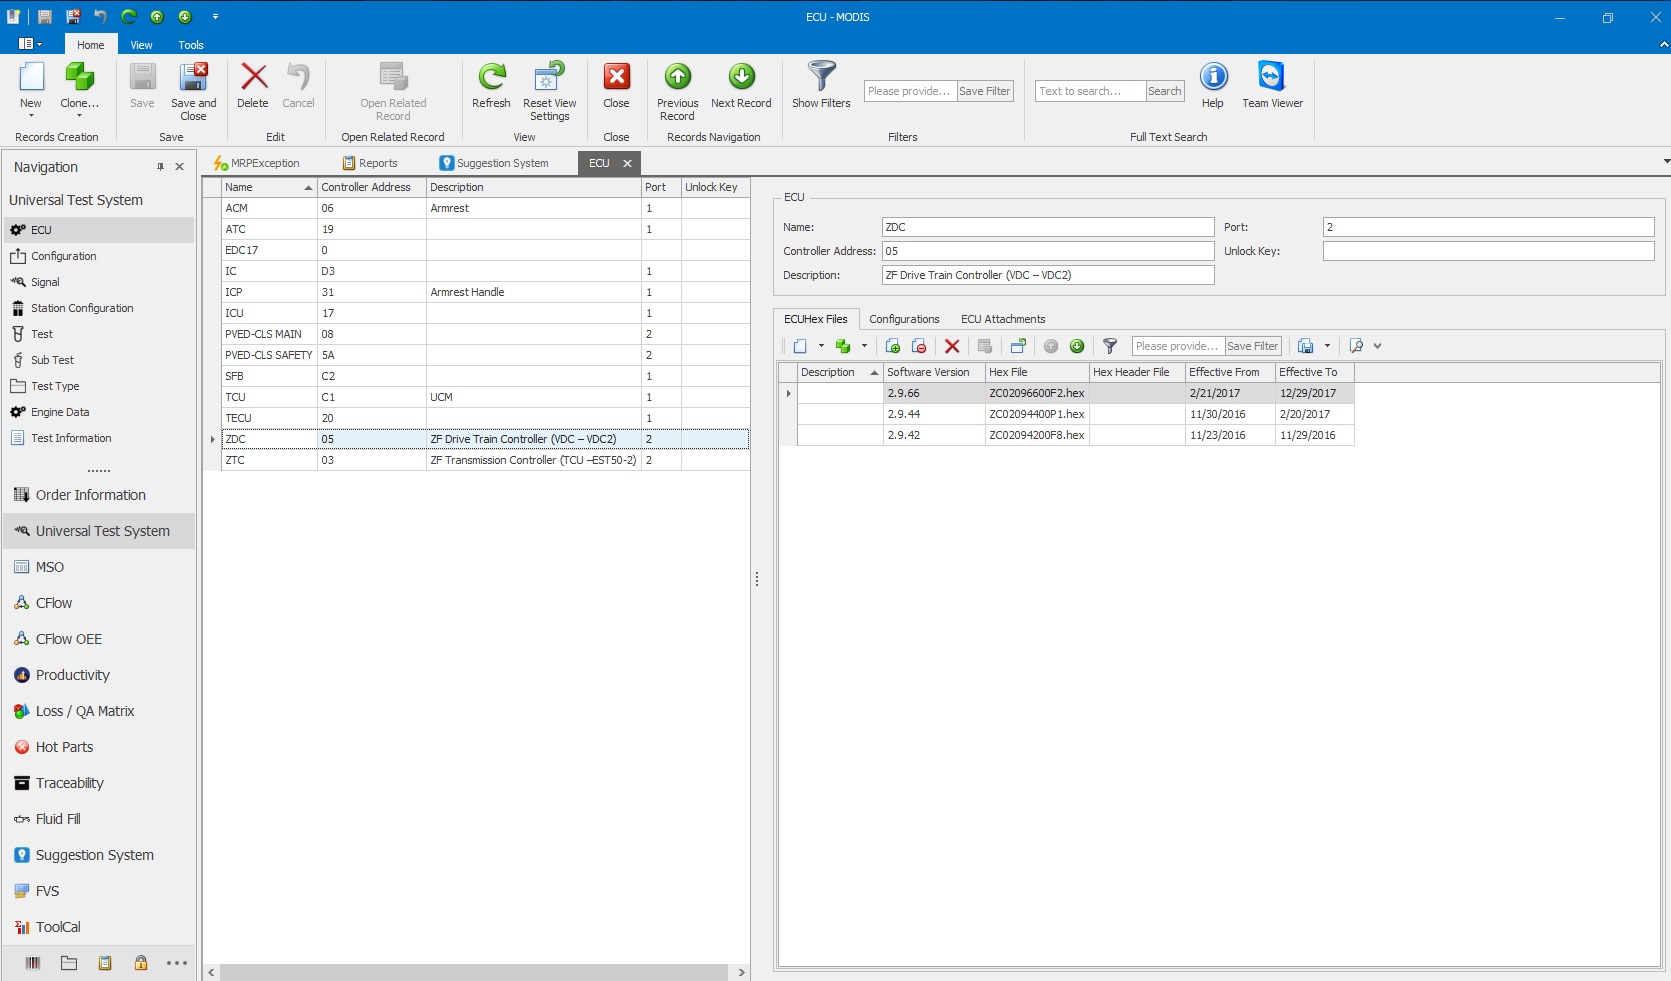 ECU - MODIS
Home View Tools
New Clone... Save Save and Close Delete Cancel Open Related Record Refresh Reset View Settings Close Previous Record Next Record Show Filters Please provide... Save Filter Text to search... Search Help Team Viewer
Records Creation Save Edit Open Related Record View Close Records Navigation Filters Full Text Search
Navigation
Universal Test System
ECU
Configuration
Signal
Station Configuration
Test
Sub Test
Test Type
Engine Data
Test Information
Order Information
Universal Test System
MSO
CFlow
CFlow OEE
Productivity
Loss / QA Matrix
Hot Parts
Traceability
Fluid Fill
Suggestion System
FVS
ToolCal
MRPException Reports Suggestion System ECU
Name Controller Address Description Port Unlock Key
ACM 06 Armrest 1
ATC 19 1
EDC17 0
IC D3 1
ICP 31 Armrest Handle 1
ICU 17 1
PVED-CLS MAIN 08 2
PVED-CLS SAFETY 5A 2
SFB C2 1
TCU C1 UCM 1
TECU 20 1
ZDC 05 ZF Drive Train Controller (VDC – VDC2) 2
ZTC 03 ZF Transmission Controller (TCU –EST50-2) 2
ECU
Name: ZDC Port: 2
Controller Address: 05 Unlock Key:
Description: ZF Drive Train Controller (VDC – VDC2)
ECUHex Files Configurations ECU Attachments
Please provide... Save Filter
Description Software Version Hex File Hex Header File Effective From Effective To
2.9.66 ZC02096600F2.hex 2/21/2017 12/29/2017
2.9.44 ZC02094400P1.hex 11/30/2016 2/20/2017
2.9.42 ZC02094200F8.hex 11/23/2016 11/29/2016